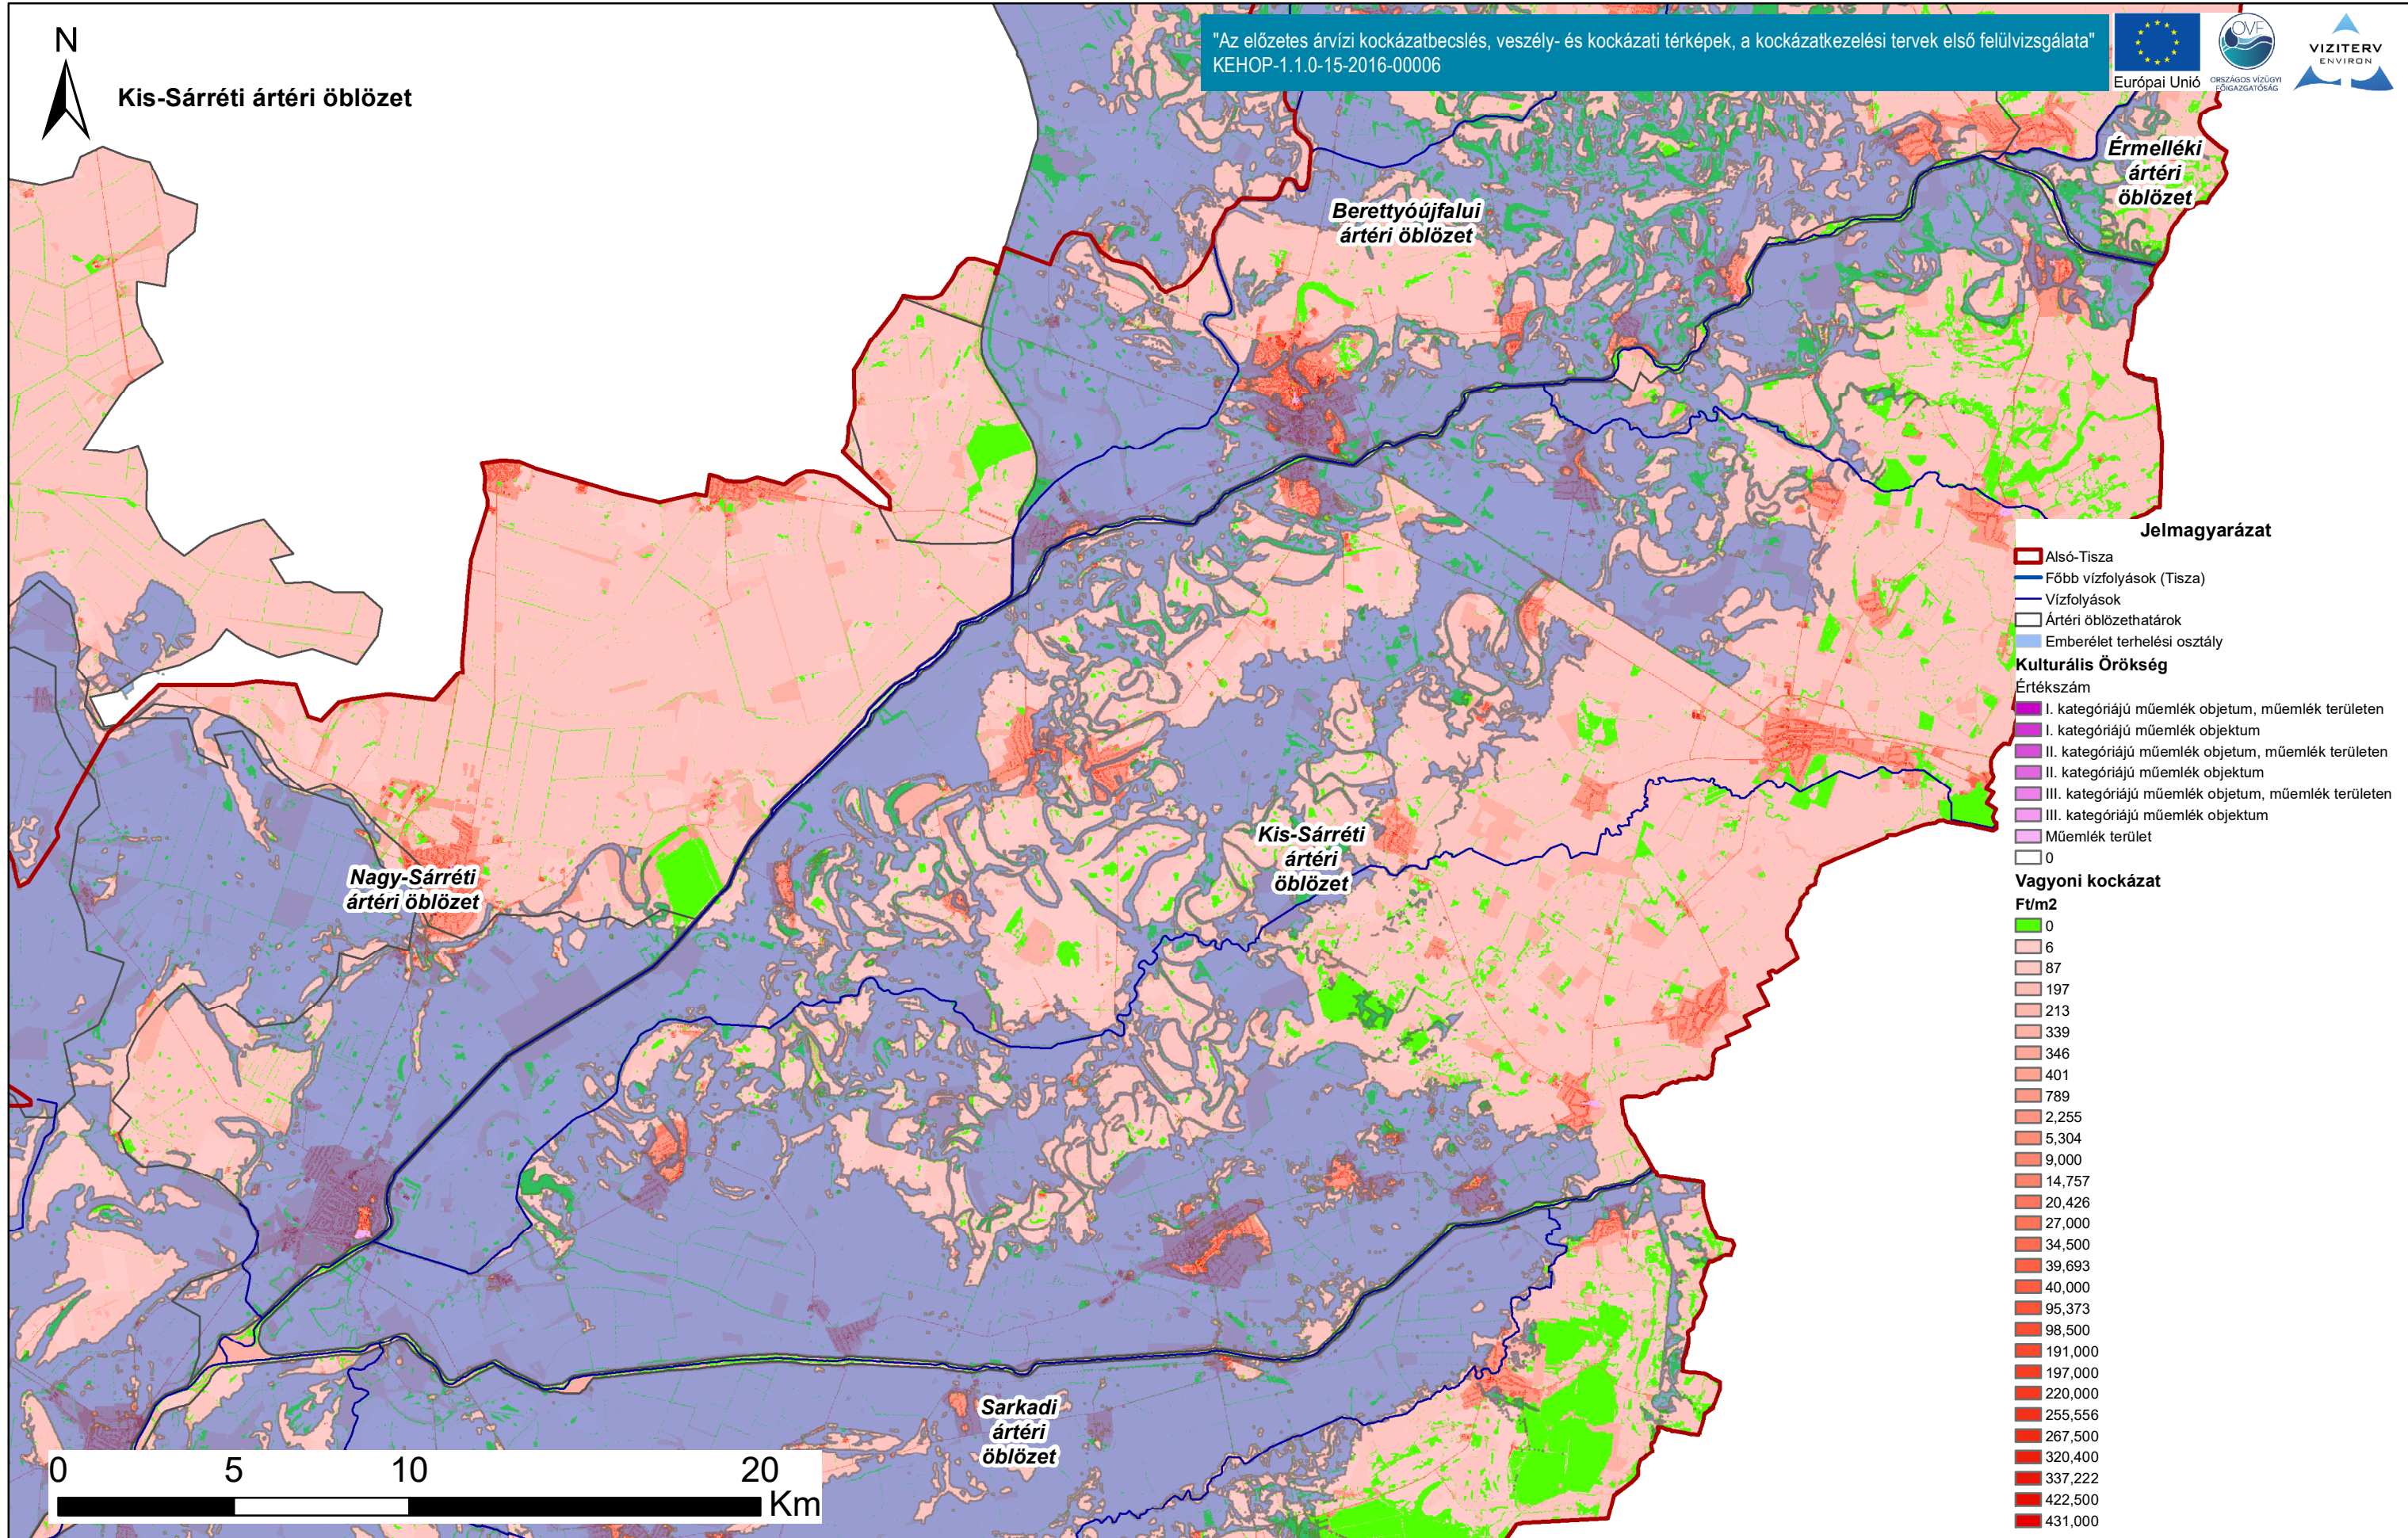 N
Kis-Sárréti ártéri öblözet
"Az előzetes árvízi kockázatbecslés, veszély- és kockázati térképek, a kockázatkezelési tervek első felülvizsgálata"
KEHOP-1.1.0-15-2016-00006
Európai Unió
OVF
ORSZÁGOS VÍZÜGYI
FŐIGAZGATÓSÁG
VIZITERV
ENVIRON
Érmelléki
ártéri
öblözet
Berettyóújfalui
ártéri öblözet
Kis-Sárréti
ártéri
öblözet
Nagy-Sárréti
ártéri öblözet
Sarkadi
ártéri
öblözet
0 5 10 20
Km
Jelmagyarázat
Alsó-Tisza
Főbb vízfolyások (Tisza)
Vízfolyások
Ártéri öblözethatárok
Emberélet terhelési osztály
Kulturális Örökség
Értékszám
I. kategóriájú műemlék objetum, műemlék területen
I. kategóriájú műemlék objektum
II. kategóriájú műemlék objetum, műemlék területen
II. kategóriájú műemlék objektum
III. kategóriájú műemlék objetum, műemlék területen
III. kategóriájú műemlék objektum
Műemlék terület
0
Vagyoni kockázat
Ft/m2
0
6
87
197
213
339
346
401
789
2,255
5,304
9,000
14,757
20,426
27,000
34,500
39,693
40,000
95,373
98,500
191,000
197,000
220,000
255,556
267,500
320,400
337,222
422,500
431,000